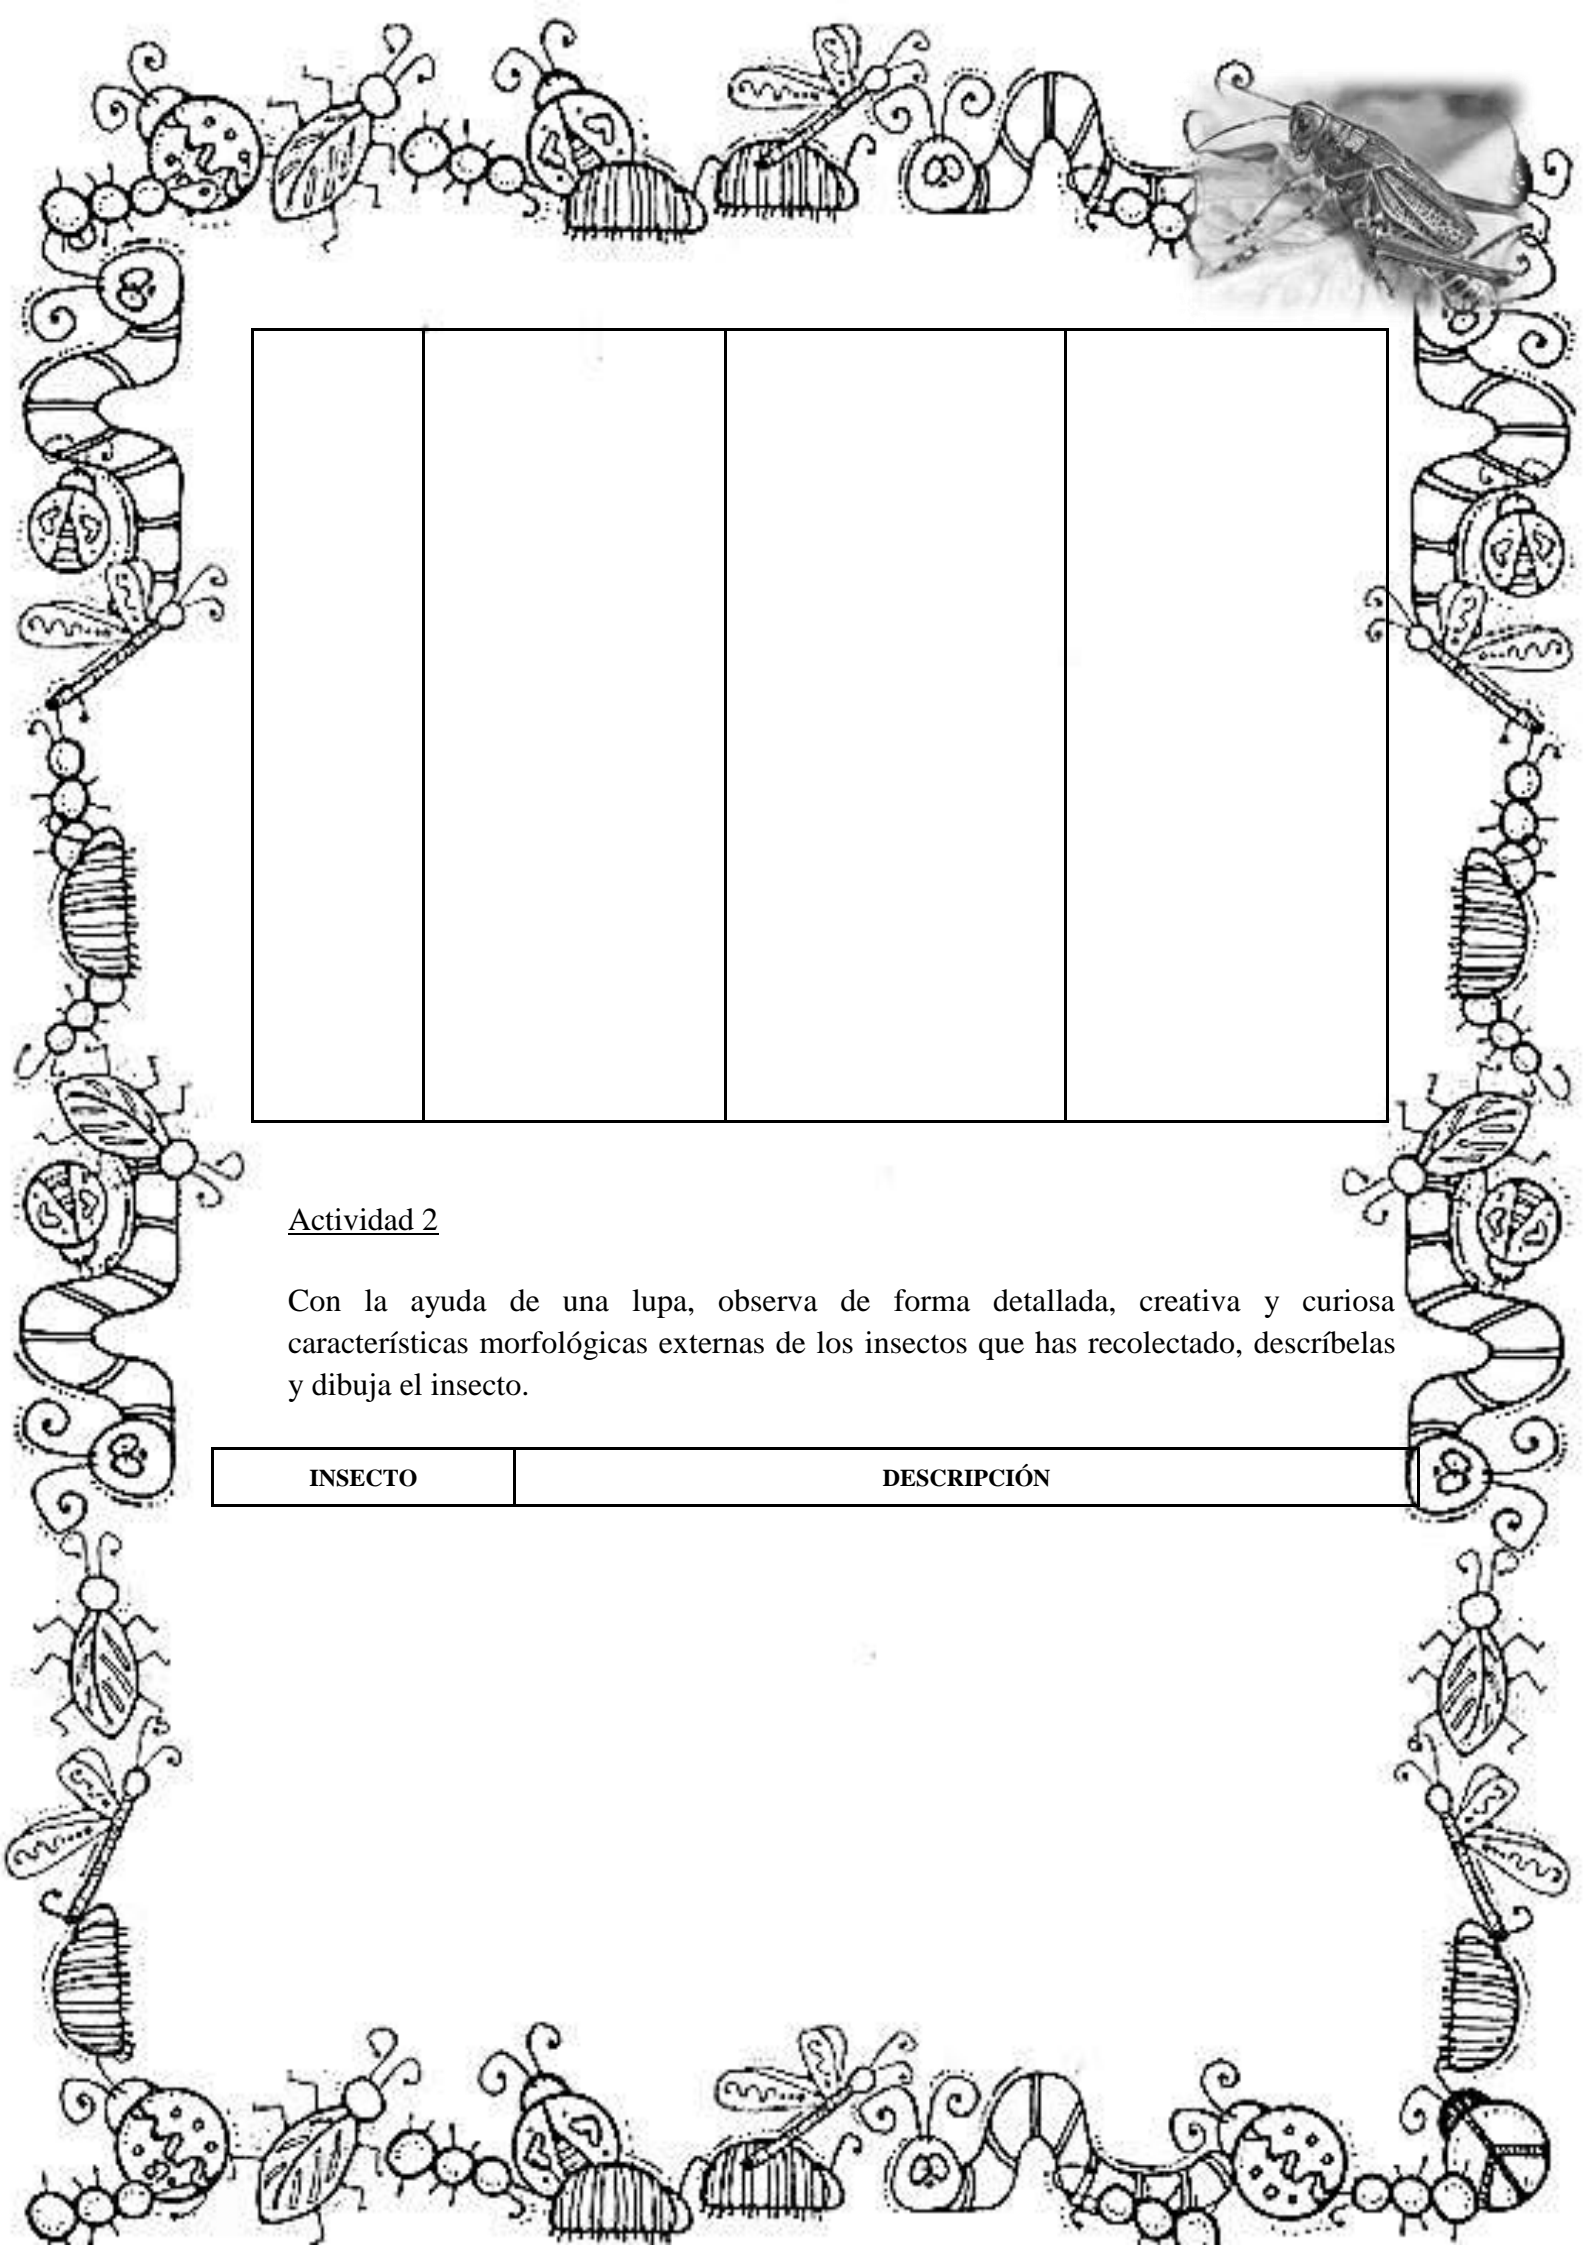 Actividad 2
Con la ayuda de una lupa, observa de forma detallada, creativa y curiosa
características morfológicas externas de los insectos que has recolectado, descríbelas
y dibuja el insecto.
INSECTO DESCRIPCIÓN